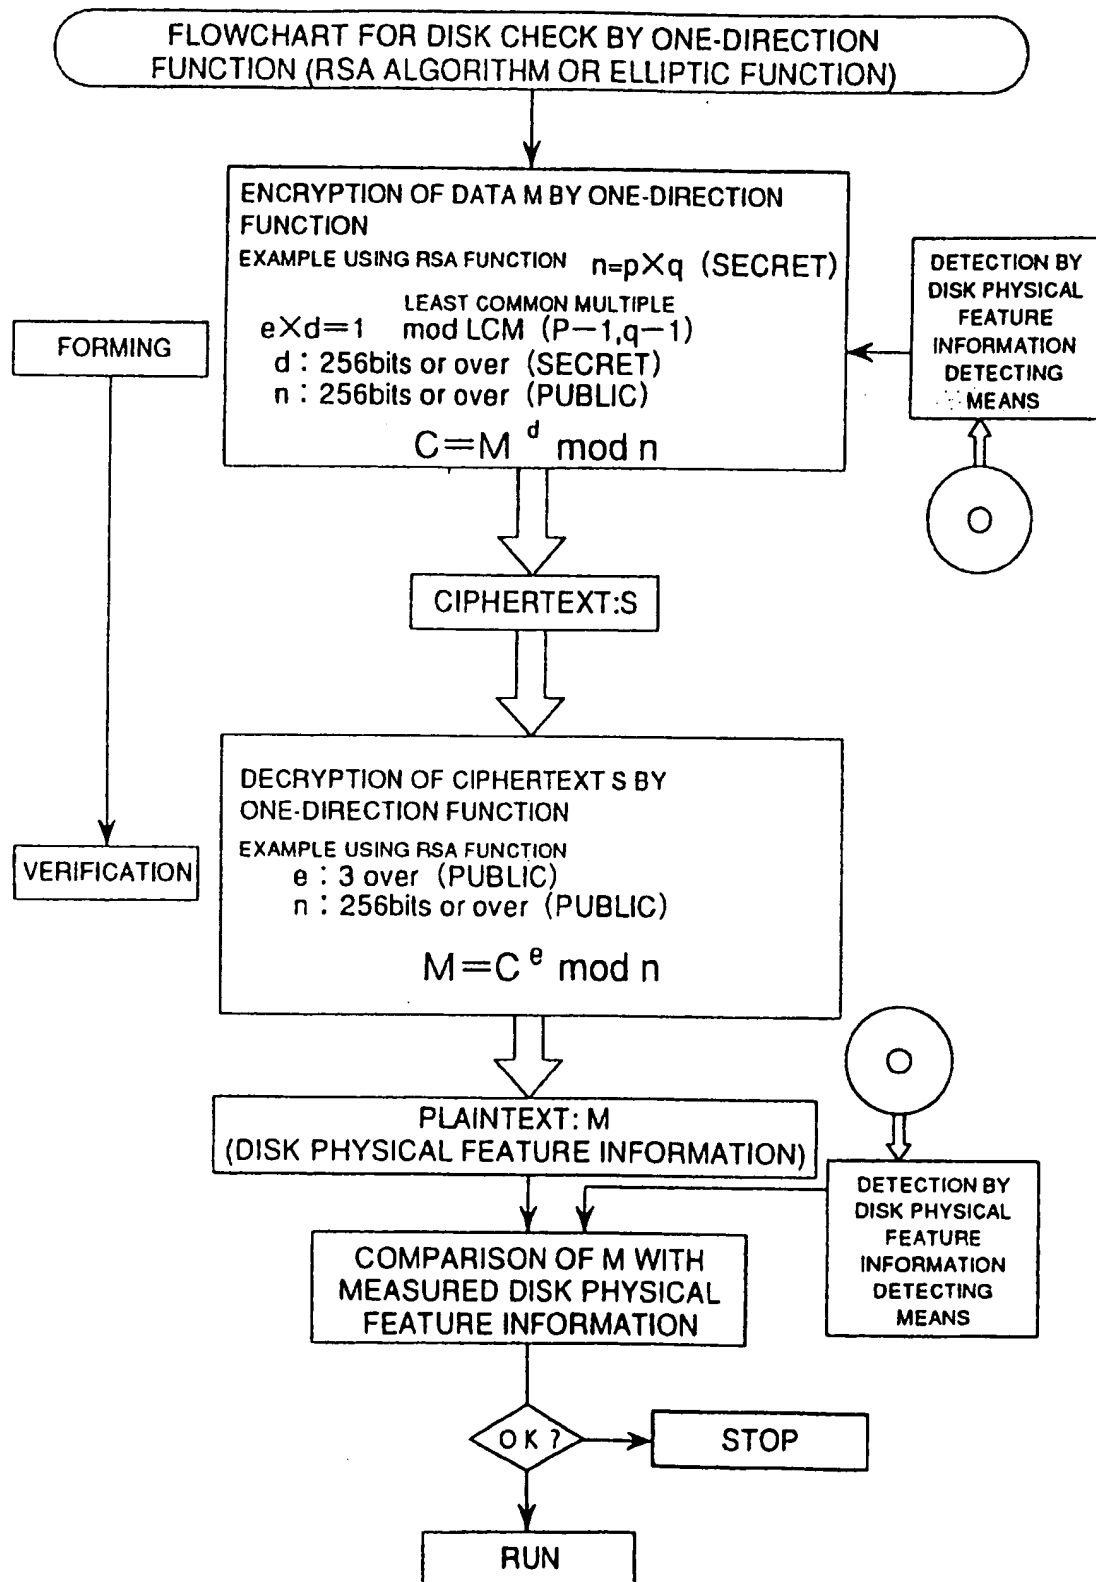 FLOWCHART FOR DISK CHECK BY ONE-DIRECTION
FUNCTION (RSA ALGORITHM OR ELLIPTIC FUNCTION)
ENCRYPTION OF DATA M BY ONE-DIRECTION
FUNCTION
EXAMPLE USING RSA FUNCTION n=p×q (SECRET)
LEAST COMMON MULTIPLE
e×d=1 mod LCM (P-1,q-1)
d : 256bits or over (SECRET)
n : 256bits or over (PUBLIC)
C=M^d mod n
DETECTION BY
DISK PHYSICAL
FEATURE
INFORMATION
DETECTING
MEANS
FORMING
CIPHERTEXT:S
DECRYPTION OF CIPHERTEXT S BY
ONE-DIRECTION FUNCTION
EXAMPLE USING RSA FUNCTION
e : 3 over (PUBLIC)
n : 256bits or over (PUBLIC)
M=C^e mod n
VERIFICATION
PLAINTEXT: M
(DISK PHYSICAL FEATURE INFORMATION)
DETECTION BY
DISK PHYSICAL
FEATURE
INFORMATION
DETECTING
MEANS
COMPARISON OF M WITH
MEASURED DISK PHYSICAL
FEATURE INFORMATION
OK?
STOP
RUN